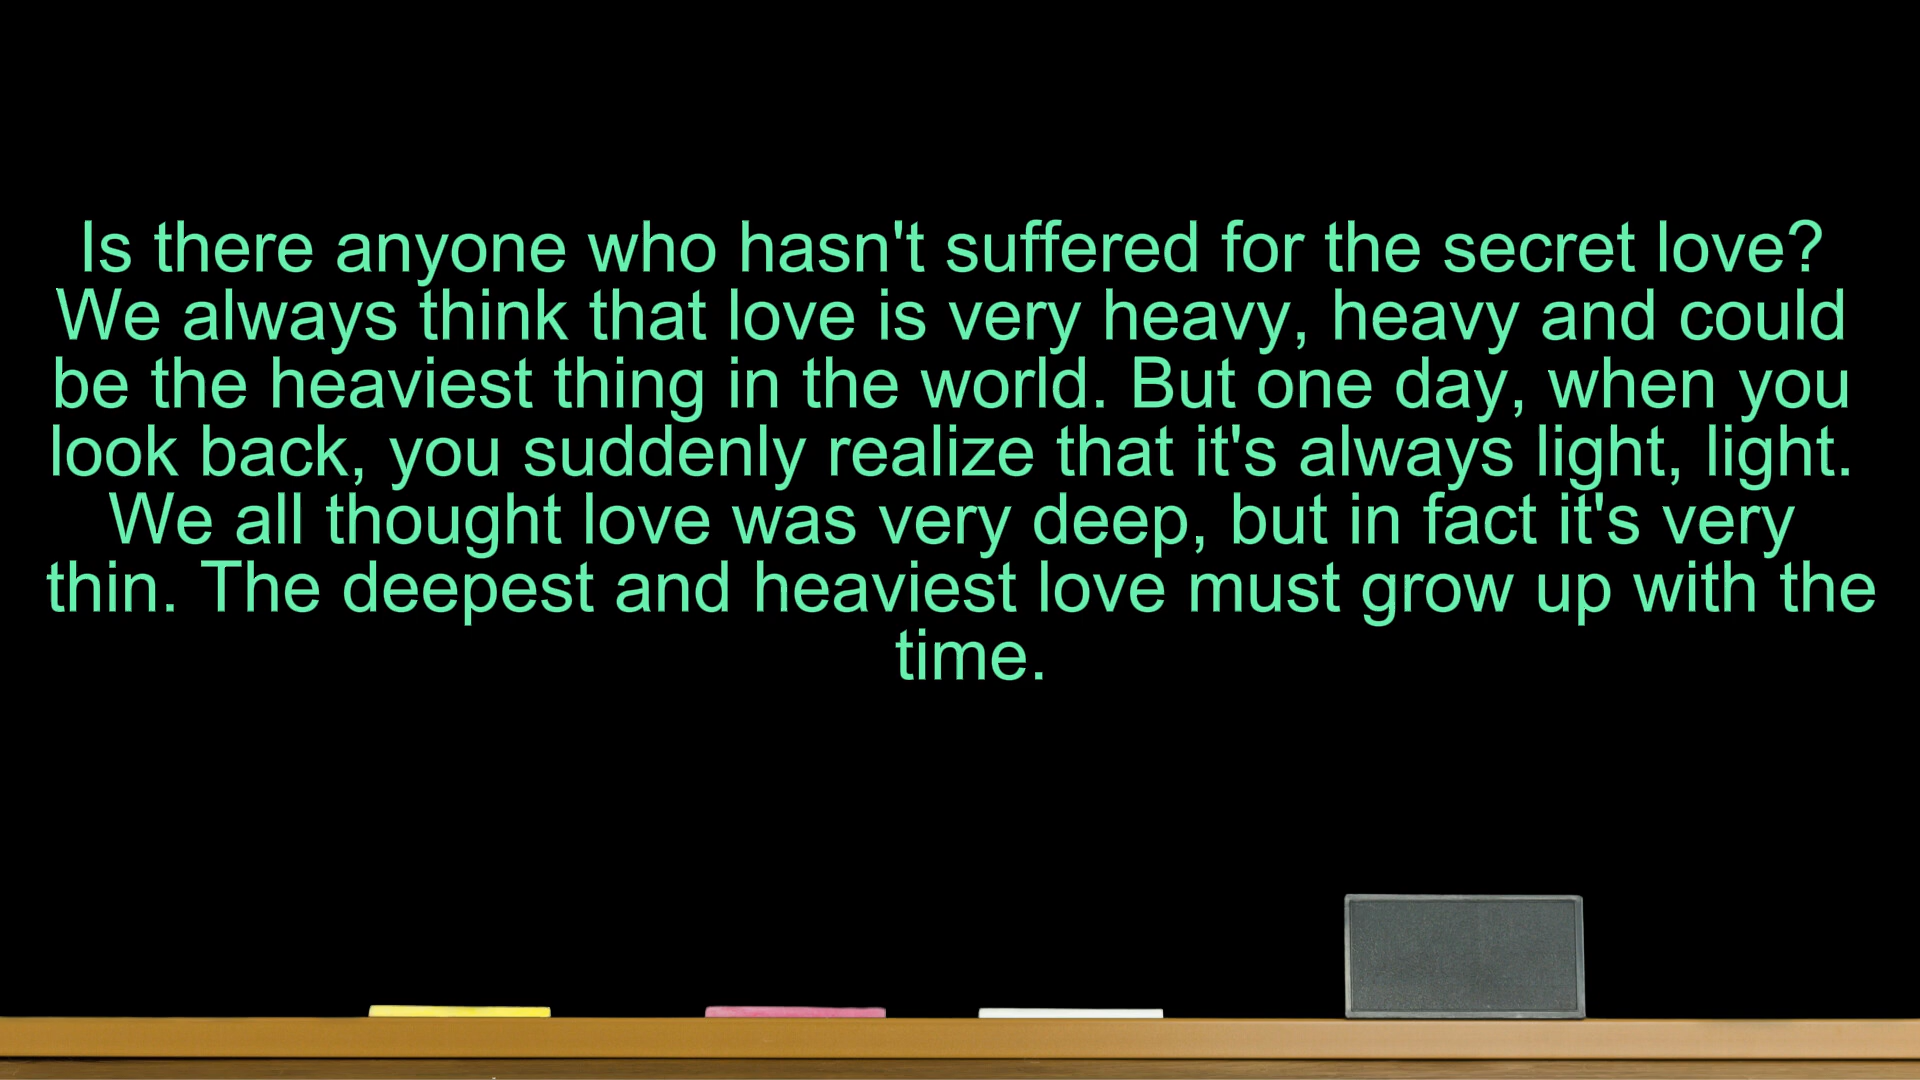 Is there anyone who hasn't suffered for the secret love?
We always think that love is very heavy, heavy and could
be the heaviest thing in the world. But one day, when you
look back, you suddenly realize that it's always light, light.
We all thought love was very deep, but in fact it's very
thin. The deepest and heaviest love must grow up with the
time.